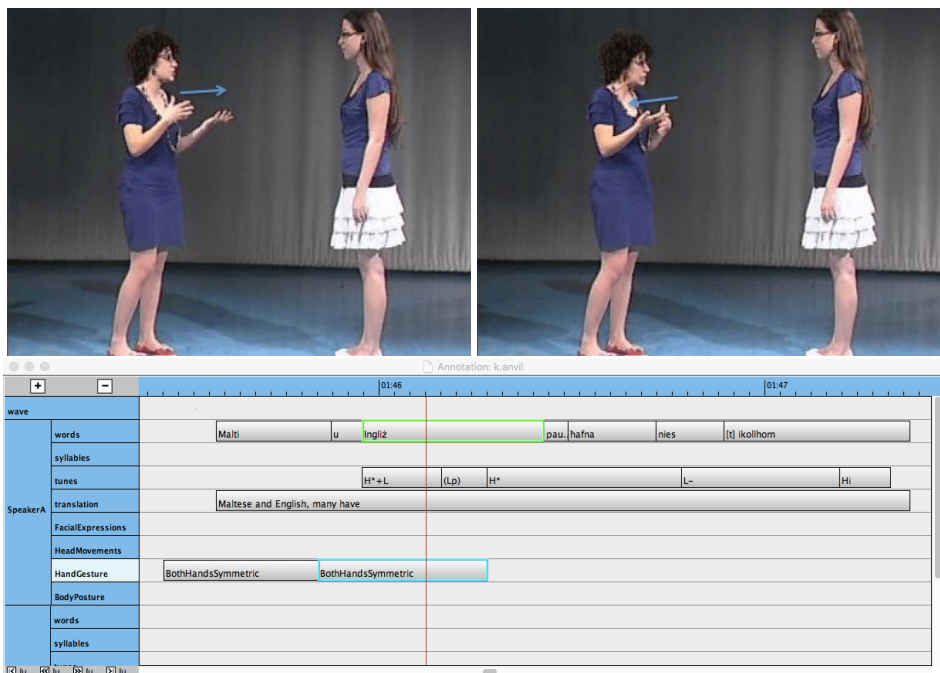 Annotation: k.anvil
+ −
01:46 01:47
wave
SpeakerA
words Malti u Ingliż pau.. hafna nies [t] ikollhom
syllables
tunes H*+L (Lp) H* L- Hi
translation Maltese and English, many have
FacialExpressions
HeadMovements
HandGesture BothHandsSymmetric BothHandsSymmetric
BodyPosture
words
syllables